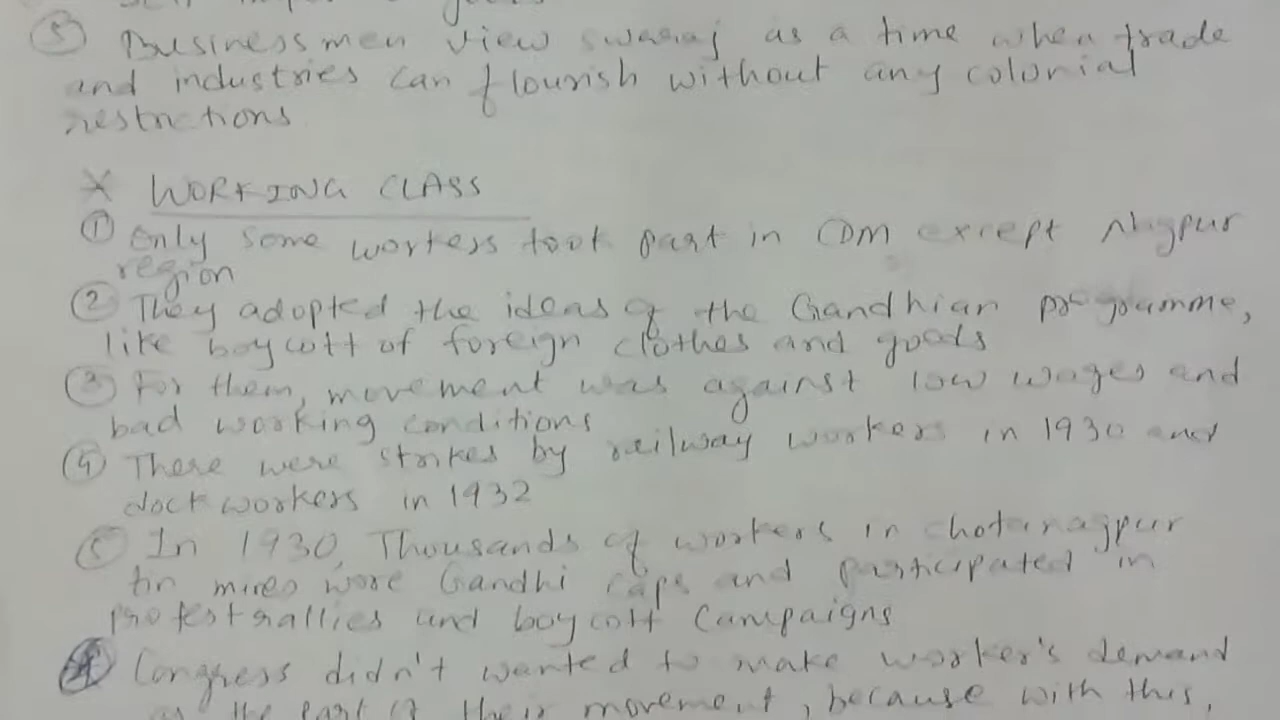 ⑤ Businessmen view swaraj as a time when trade
and industries can flourish without any colonial
restrictions
X WORKING CLASS
① Only some workers took part in CDM except Nagpur
region
② They adopted the ideas of the Gandhian programme,
like boycott of foreign clothes and goods
③ For them, movement was against low wages and
bad working conditions
④ There were strikes by railway workers in 1930 and
dock workers in 1932
⑤ In 1930, Thousands of workers in chotanagpur
tin mines wore Gandhi caps and participated in
protest rallies and boycott campaigns
Congress didn't wanted to make worker's demand
as the part of their movement, because with this,